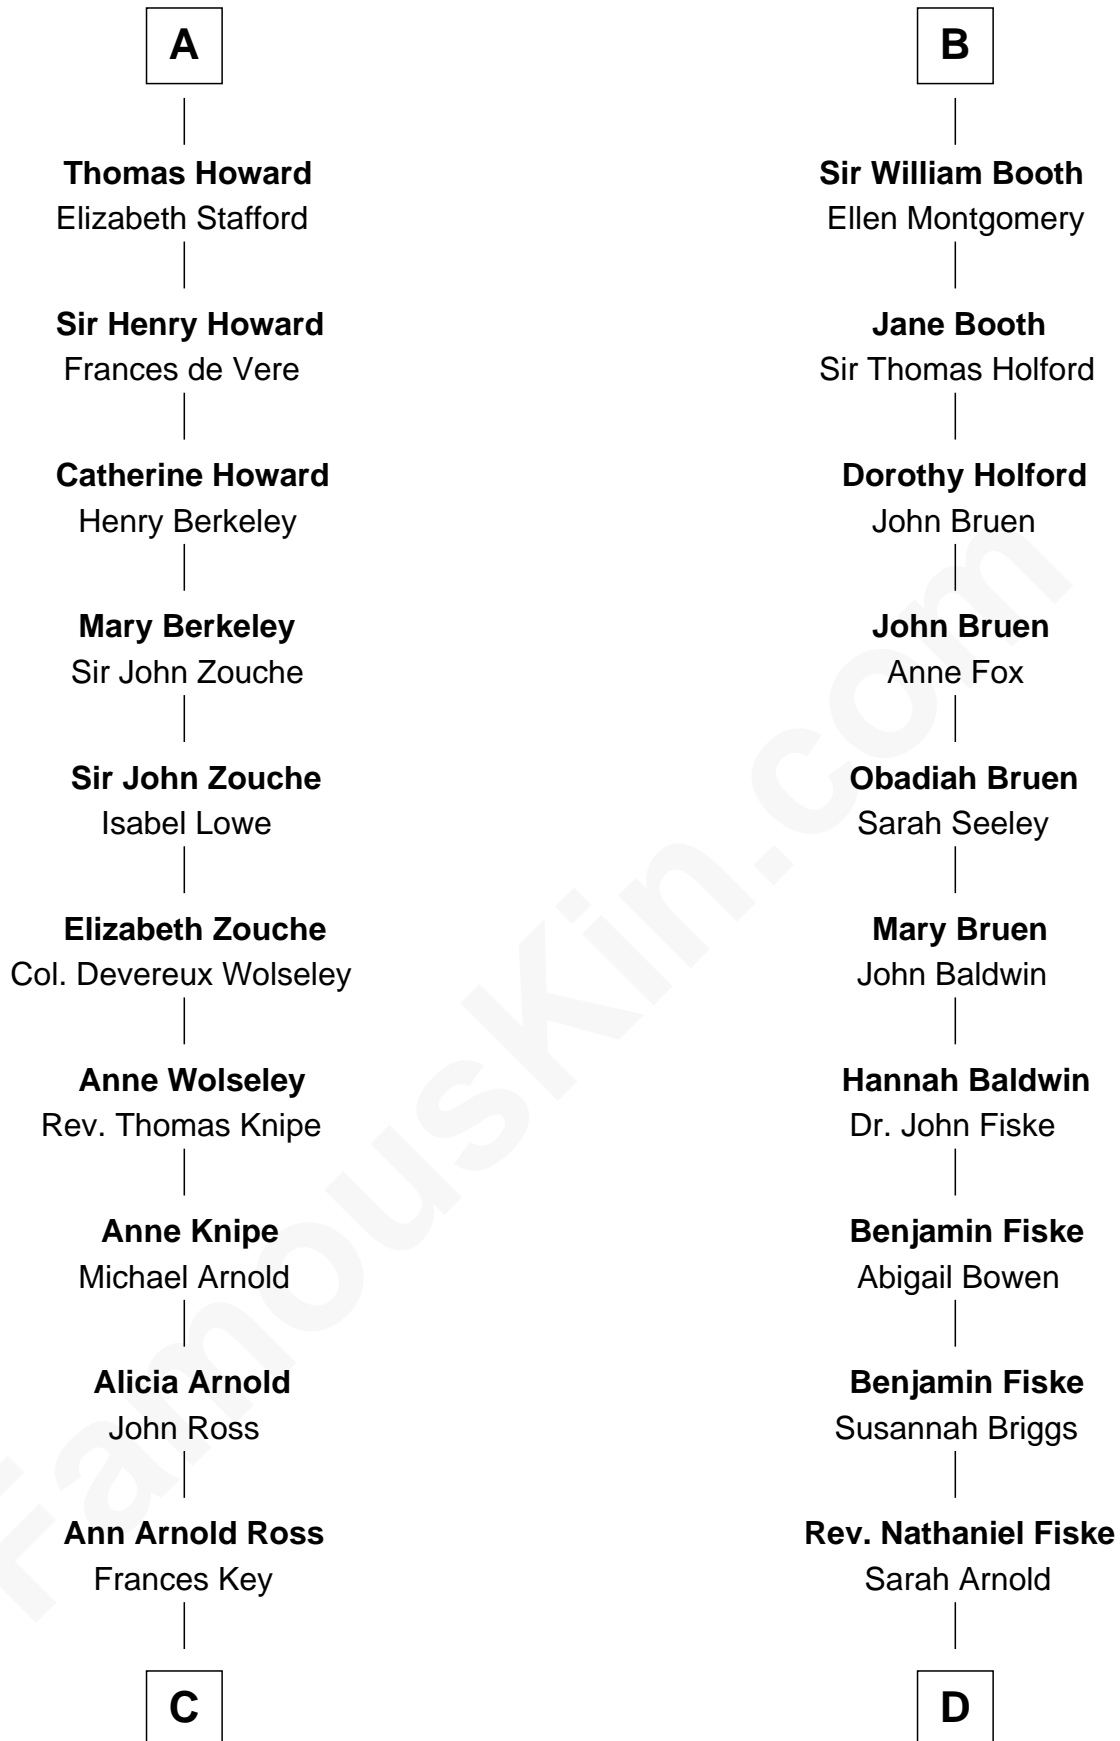 A
Thomas Howard
Elizabeth Stafford
Sir Henry Howard
Frances de Vere
Catherine Howard
Henry Berkeley
Mary Berkeley
Sir John Zouche
Sir John Zouche
Isabel Lowe
Elizabeth Zouche
Col. Devereux Wolseley
Anne Wolseley
Rev. Thomas Knipe
Anne Knipe
Michael Arnold
Alicia Arnold
John Ross
Ann Arnold Ross
Frances Key
C
B
Sir William Booth
Ellen Montgomery
Jane Booth
Sir Thomas Holford
Dorothy Holford
John Bruen
John Bruen
Anne Fox
Obadiah Bruen
Sarah Seeley
Mary Bruen
John Baldwin
Hannah Baldwin
Dr. John Fiske
Benjamin Fiske
Abigail Bowen
Benjamin Fiske
Susannah Briggs
Rev. Nathaniel Fiske
Sarah Arnold
D
FamousKin.com